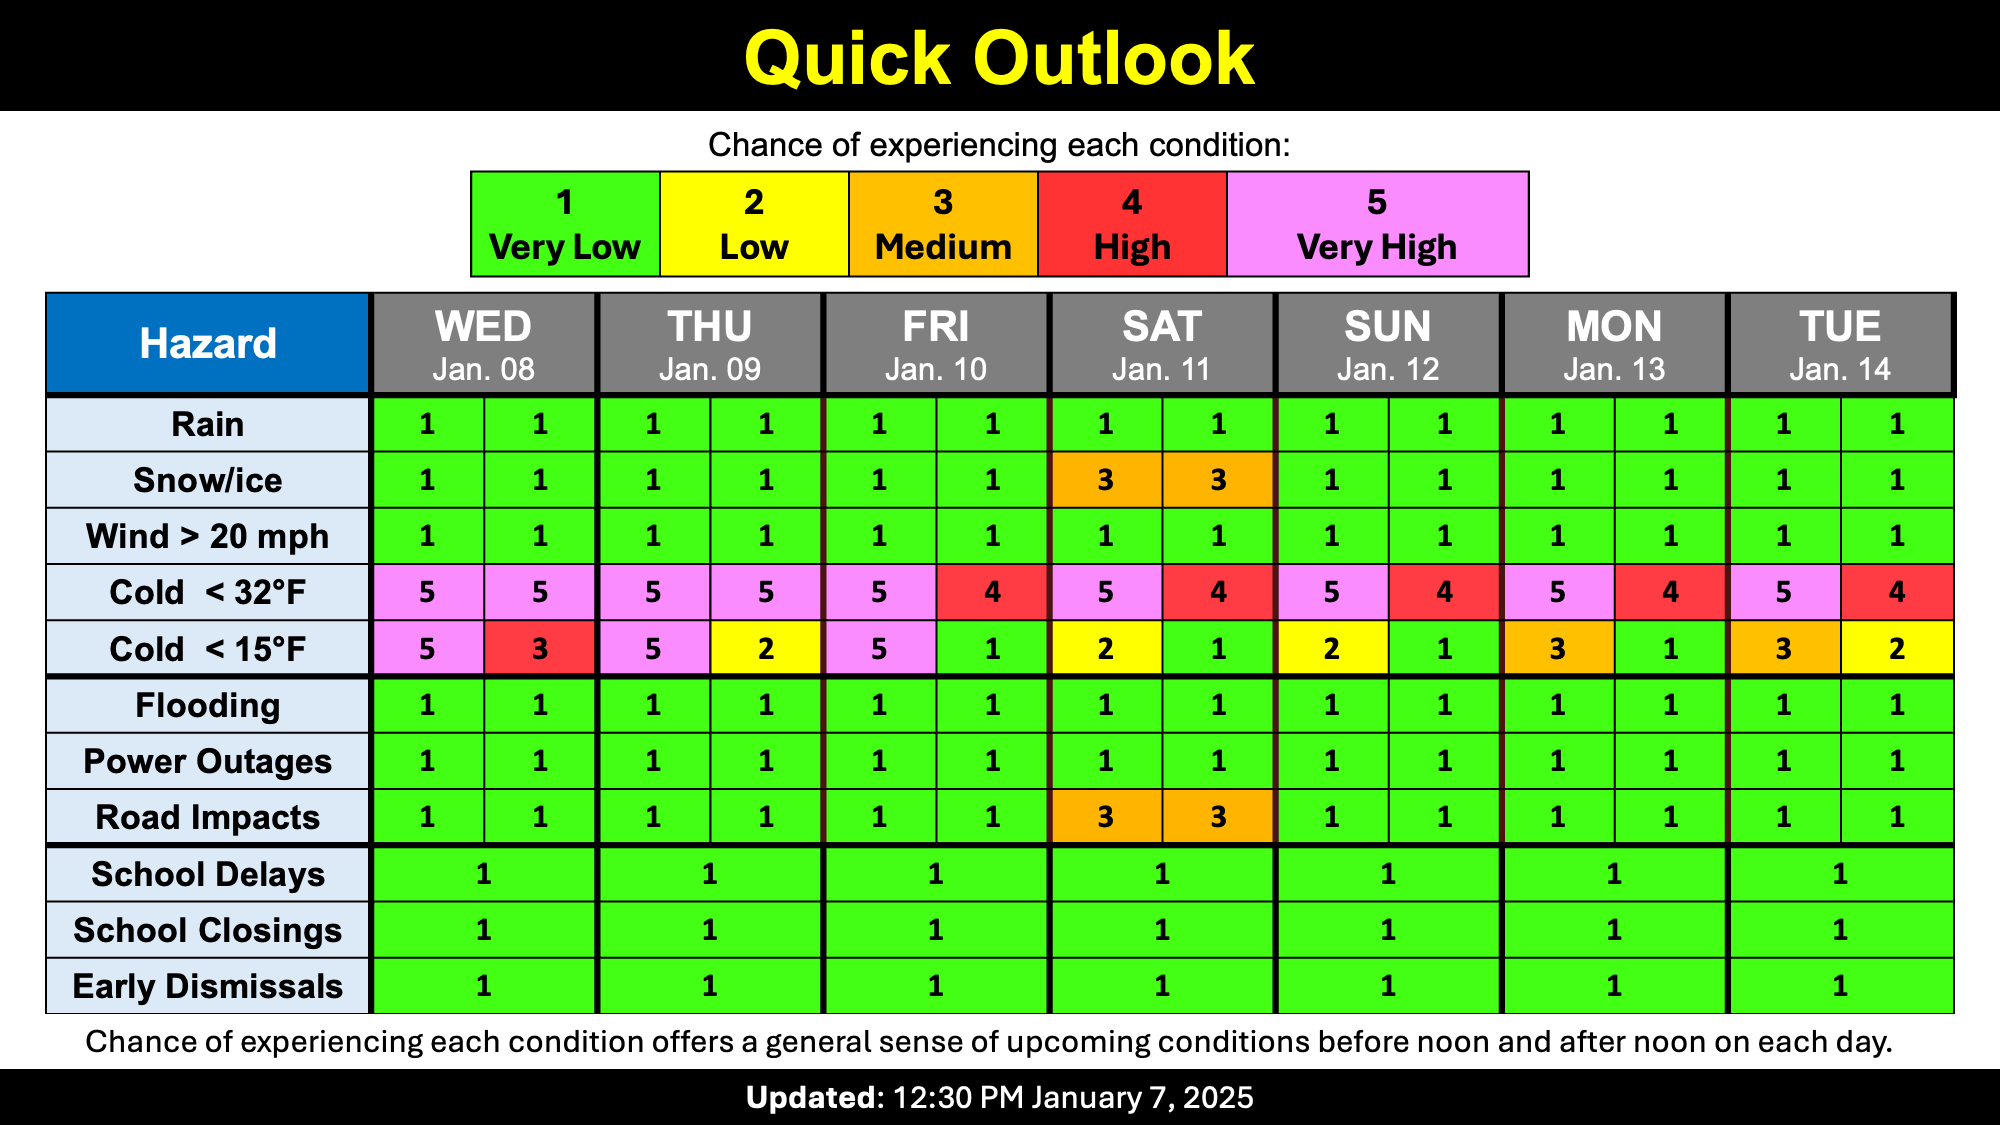 Quick Outlook
Chance of experiencing each condition:
1 2 3 4 5
Very Low Low Medium High Very High
Hazard WED THU FRI SAT SUN MON TUE
Jan. 08 Jan. 09 Jan. 10 Jan. 11 Jan. 12 Jan. 13 Jan. 14
Rain 1 1 1 1 1 1 1 1 1 1 1 1 1 1
Snow/ice 1 1 1 1 1 1 3 3 1 1 1 1 1 1
Wind > 20 mph 1 1 1 1 1 1 1 1 1 1 1 1 1 1
Cold < 32°F 5 5 5 5 5 4 5 4 5 4 5 4 5 4
Cold < 15°F 5 3 5 2 5 1 2 1 2 1 3 1 3 2
Flooding 1 1 1 1 1 1 1 1 1 1 1 1 1 1
Power Outages 1 1 1 1 1 1 1 1 1 1 1 1 1 1
Road Impacts 1 1 1 1 1 1 3 3 1 1 1 1 1 1
School Delays 1 1 1 1 1 1 1
School Closings 1 1 1 1 1 1 1
Early Dismissals 1 1 1 1 1 1 1
Chance of experiencing each condition offers a general sense of upcoming conditions before noon and after noon on each day.
Updated: 12:30 PM January 7, 2025